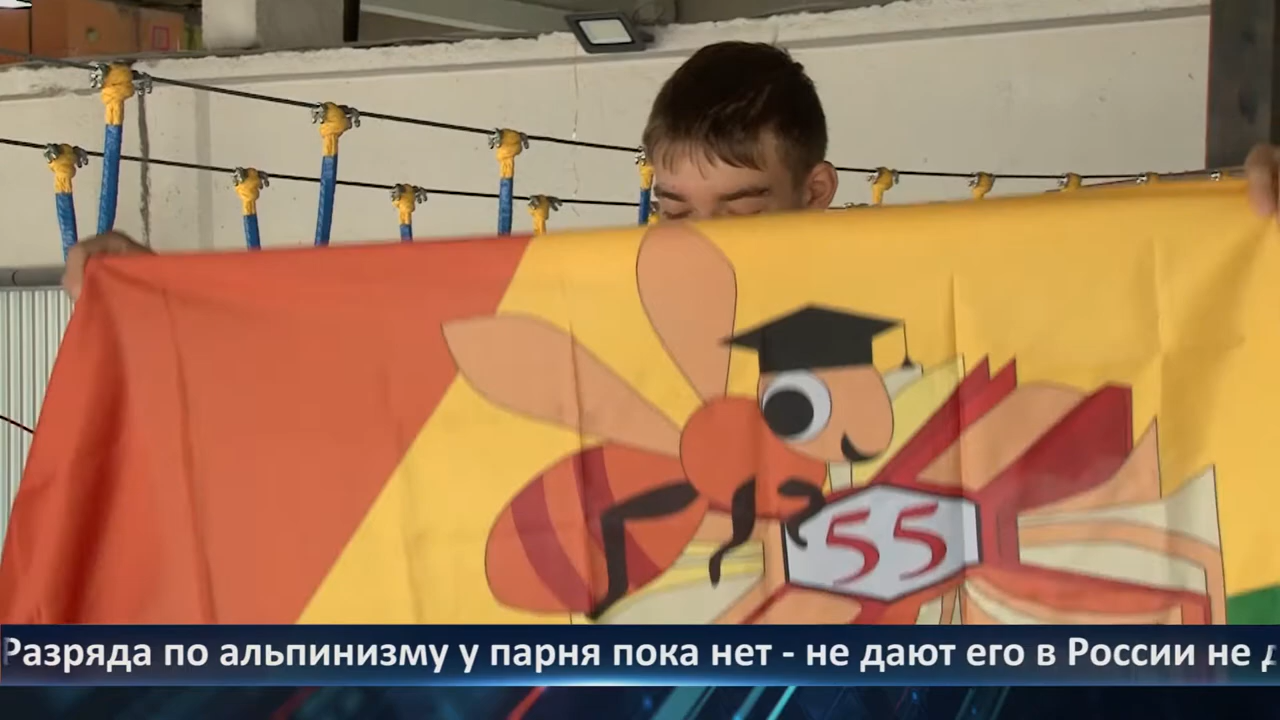 55
Разряда по альпинизму у парня пока нет - не дают его в России не